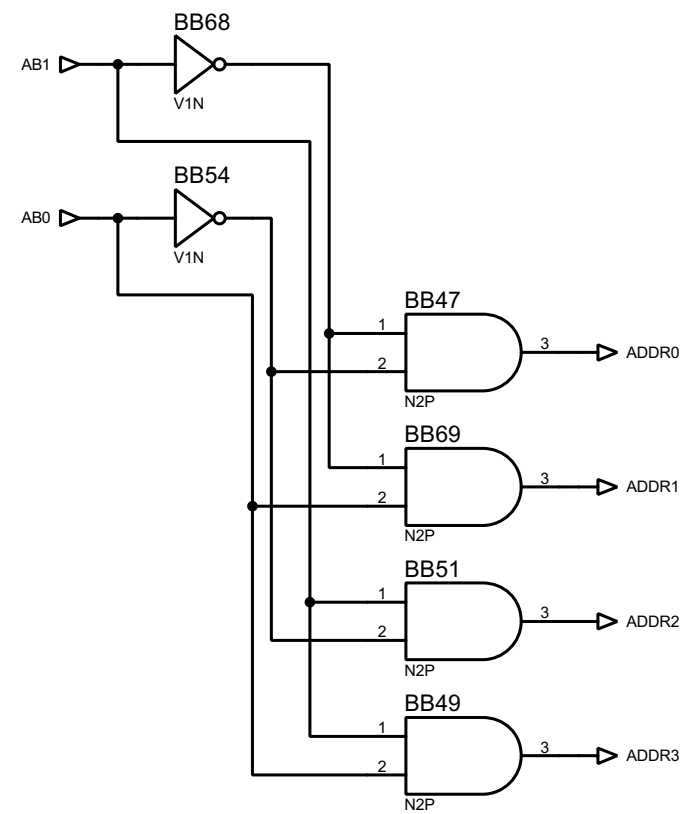 BB68
AB1
V1N
BB54
AB0
V1N
BB47
1
2
3
ADDR0
N2P
BB69
1
2
3
ADDR1
N2P
BB51
1
2
3
ADDR2
N2P
BB49
1
2
3
ADDR3
N2P